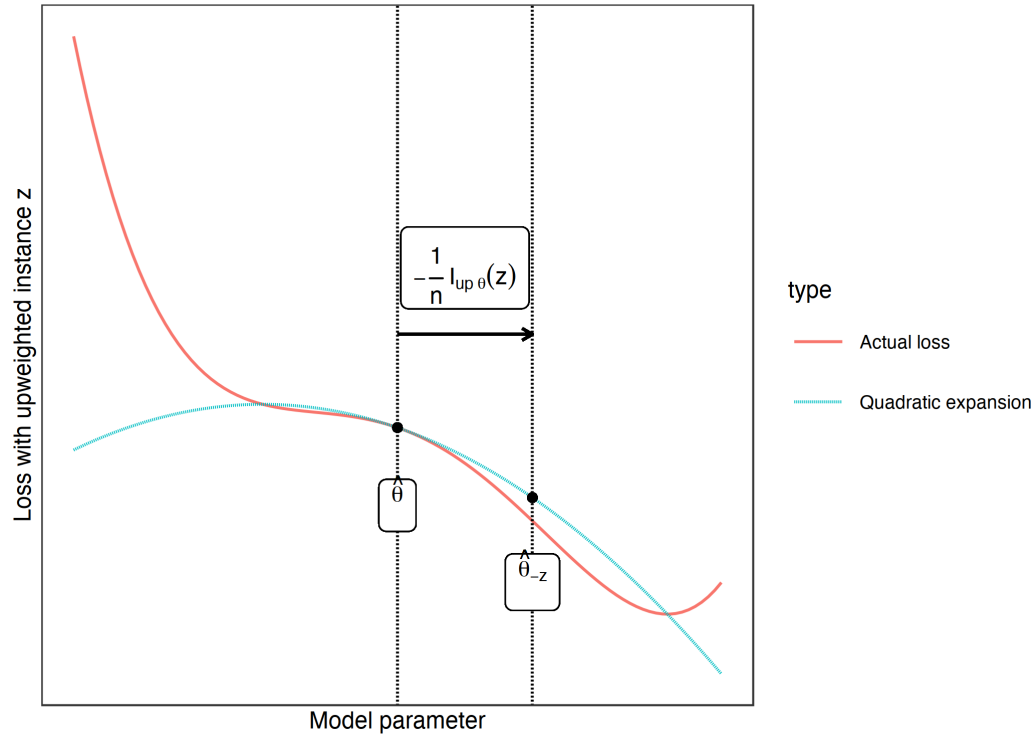 Loss with upweighted instance z
−1/n I_up θ(z)
θ̂
θ̂₋z
Model parameter
type
Actual loss
Quadratic expansion